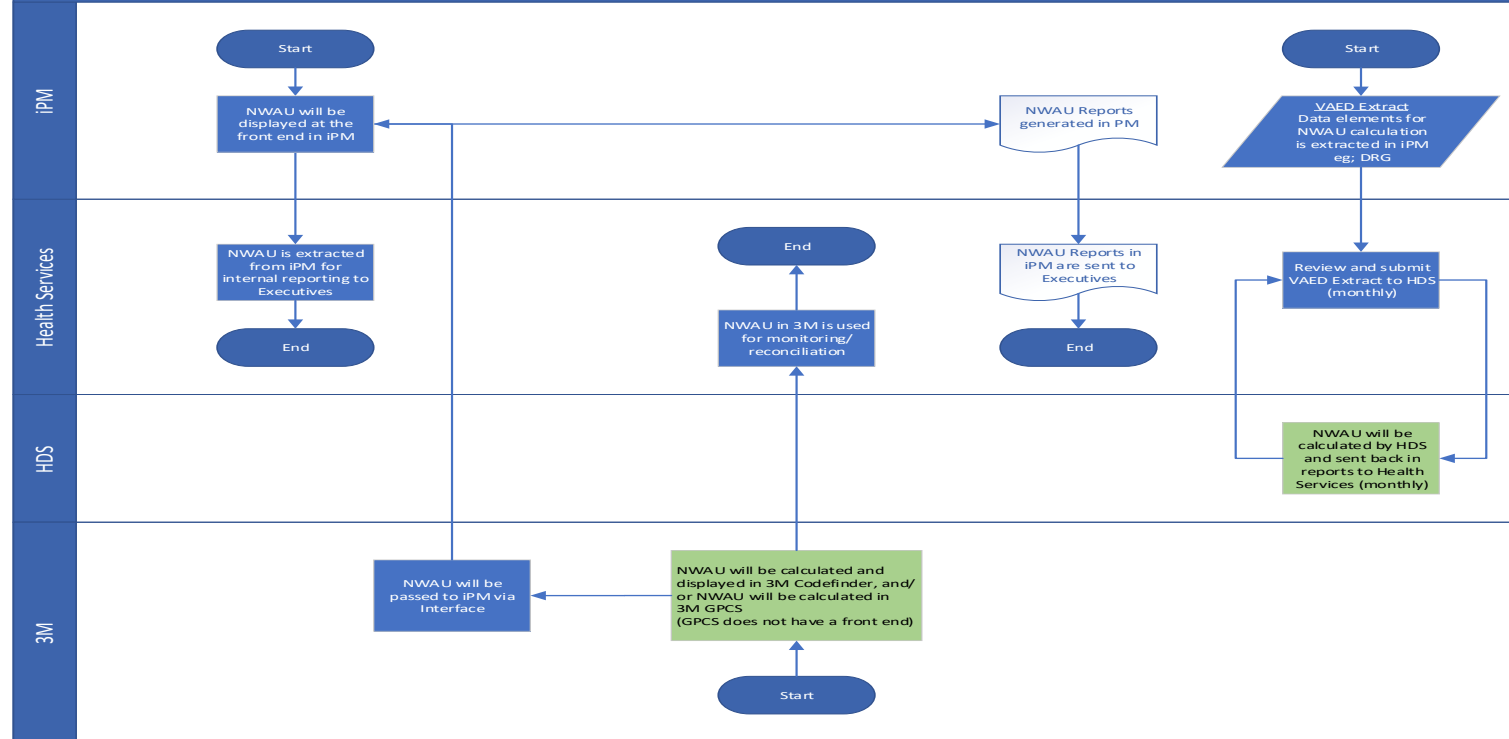 iPM
Start
NWAU will be
displayed at the
front end in iPM
NWAU Reports
generated in PM
Start
VAED Extract
Data elements for
NWAU calculation
is extracted in iPM
eg; DRG
Health Services
NWAU is extracted
from iPM for
internal reporting to
Executives
End
End
NWAU in 3M is used
for monitoring/
reconciliation
NWAU Reports in
iPM are sent to
Executives
End
Review and submit
VAED Extract to HDS
(monthly)
HDS
NWAU will be
calculated by HDS
and sent back in
reports to Health
Services (monthly)
3M
NWAU will be
passed to iPM via
Interface
NWAU will be calculated and
displayed in 3M Codefinder, and/
or NWAU will be calculated in
3M GPCS
(GPCS does not have a front end)
Start